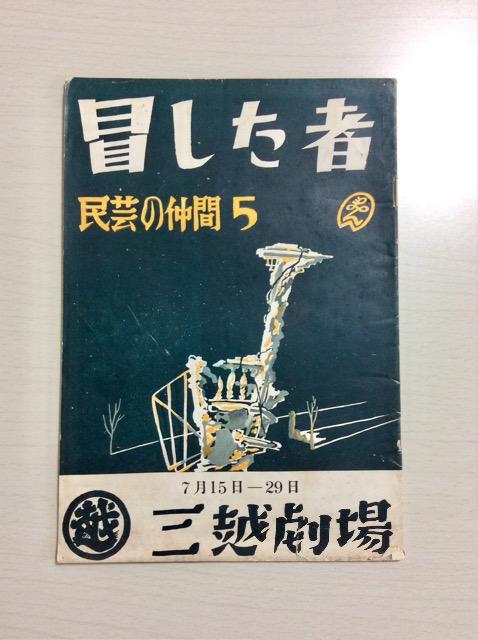 冒した者
民芸の仲間 5
7月15日—29日
越 三越劇場